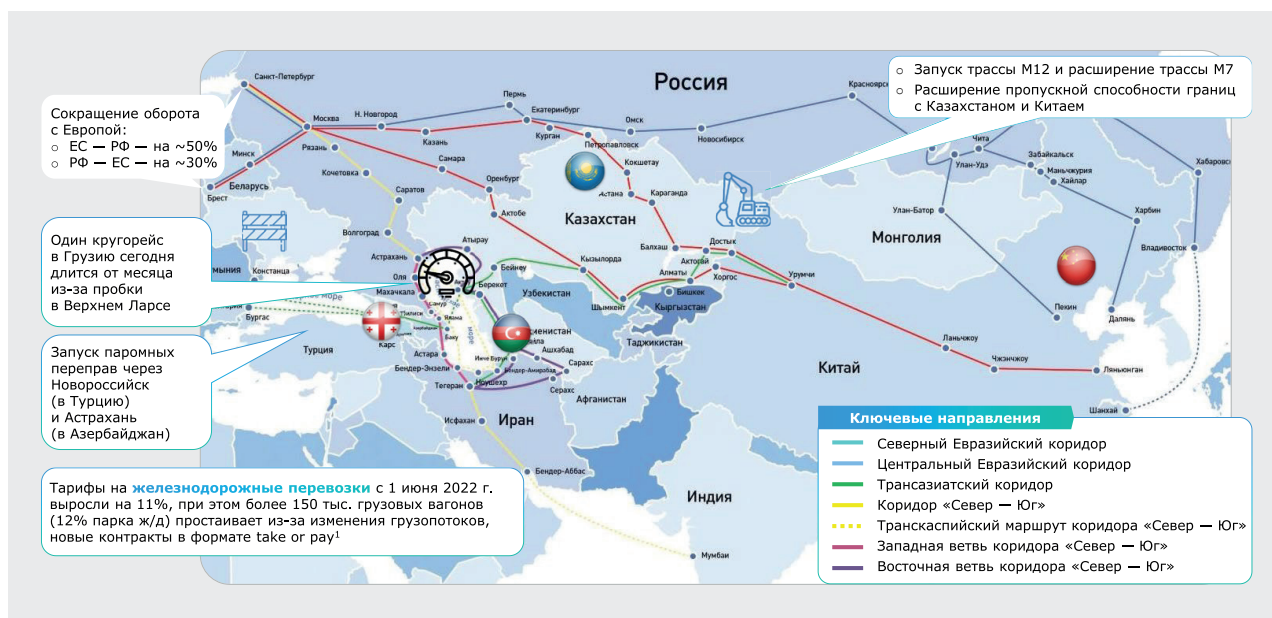 Россия
Запуск трассы М12 и расширение трассы М7
Расширение пропускной способности границ
с Казахстаном и Китаем
Сокращение оборота
с Европой:
ЕС — РФ — на ~50%
РФ — ЕС — на ~30%
Один кругорейс
в Грузию сегодня
длится от месяца
из-за пробки
в Верхнем Ларсе
Запуск паромных
переправ через
Новороссийск
(в Турцию)
и Астрахань
(в Азербайджан)
Тарифы на железнодорожные перевозки с 1 июня 2022 г.
выросли на 11%, при этом более 150 тыс. грузовых вагонов
(12% парка ж/д) простаивает из-за изменения грузопотоков,
новые контракты в формате take or pay¹
Санкт-Петербург
Москва
Н. Новгород
Пермь
Екатеринбург
Казань
Курган
Омск
Петропавловск
Новосибирск
Красноярск
Чита
Улан-Удэ
Забайкальск
Маньчжурия
Хайлар
Харбин
Владивосток
Улан-Батор
Монголия
Пекин
Далянь
Минск
Беларусь
Брест
Рязань
Кочетовка
Самара
Саратов
Оренбург
Актобе
Волгоград
Кокшетау
Караганда
Казахстан
Балхаш
Достык
Актогай
Алматы
Хоргос
Урумчи
Кызылорда
Шымкент
Бишкек
Кыргызстан
Узбекистан
Таджикистан
Атырау
Астрахань
Оля
Бейнеу
Берекет
Махачкала
Самур
Ялама
Баку
Констанца
Бургас
Турция
Карс
Астара
Бендер-Энзели
Тегеран
Ноушехр
Бендер-Амирабад
Ашхабад
Сарахс
Серахс
Афганистан
Иран
Исфахан
Бендер-Аббас
Индия
Мумбаи
Китай
Ланьчжоу
Чжэнчжоу
Ляньюнган
Шанхай
Ключевые направления
Северный Евразийский коридор
Центральный Евразийский коридор
Трансазиатский коридор
Коридор «Север — Юг»
Транскаспийский маршрут коридора «Север — Юг»
Западная ветвь коридора «Север — Юг»
Восточная ветвь коридора «Север — Юг»